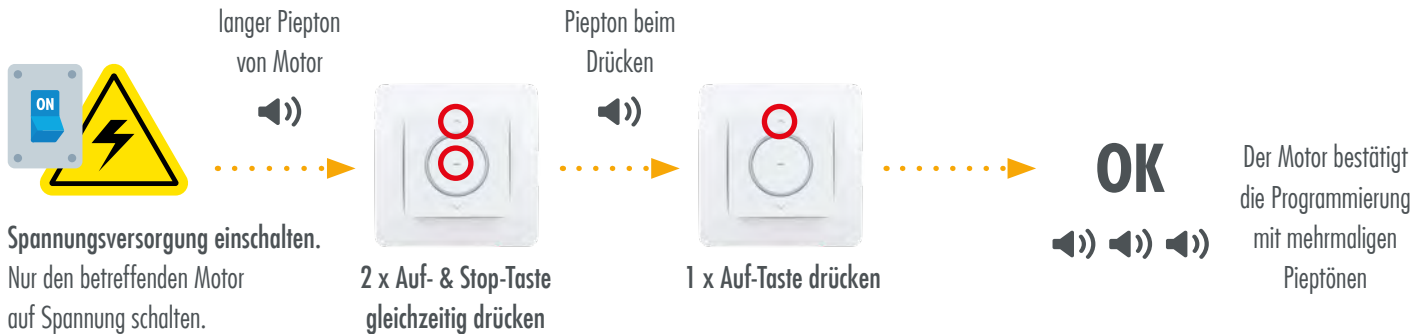 langer Piepton
von Motor
ON
Spannungsversorgung einschalten.
Nur den betreffenden Motor
auf Spannung schalten.
Piepton beim
Drücken
2 x Auf- & Stop-Taste
gleichzeitig drücken
1 x Auf-Taste drücken
OK
Der Motor bestätigt
die Programmierung
mit mehrmaligen
Pieptönen